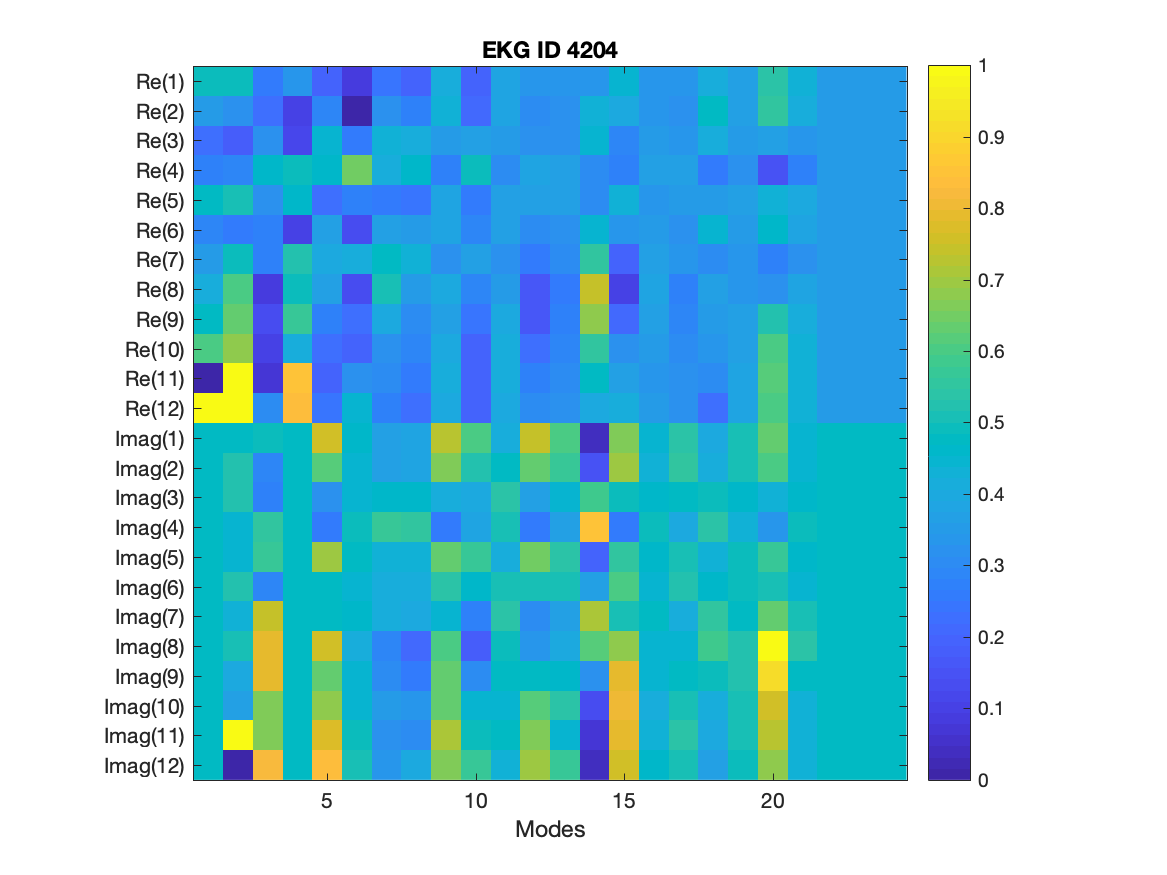 EKG ID 4204
Re(1)
Re(2)
Re(3)
Re(4)
Re(5)
Re(6)
Re(7)
Re(8)
Re(9)
Re(10)
Re(11)
Re(12)
Imag(1)
Imag(2)
Imag(3)
Imag(4)
Imag(5)
Imag(6)
Imag(7)
Imag(8)
Imag(9)
Imag(10)
Imag(11)
Imag(12)
5 10 15 20
Modes
1
0.9
0.8
0.7
0.6
0.5
0.4
0.3
0.2
0.1
0